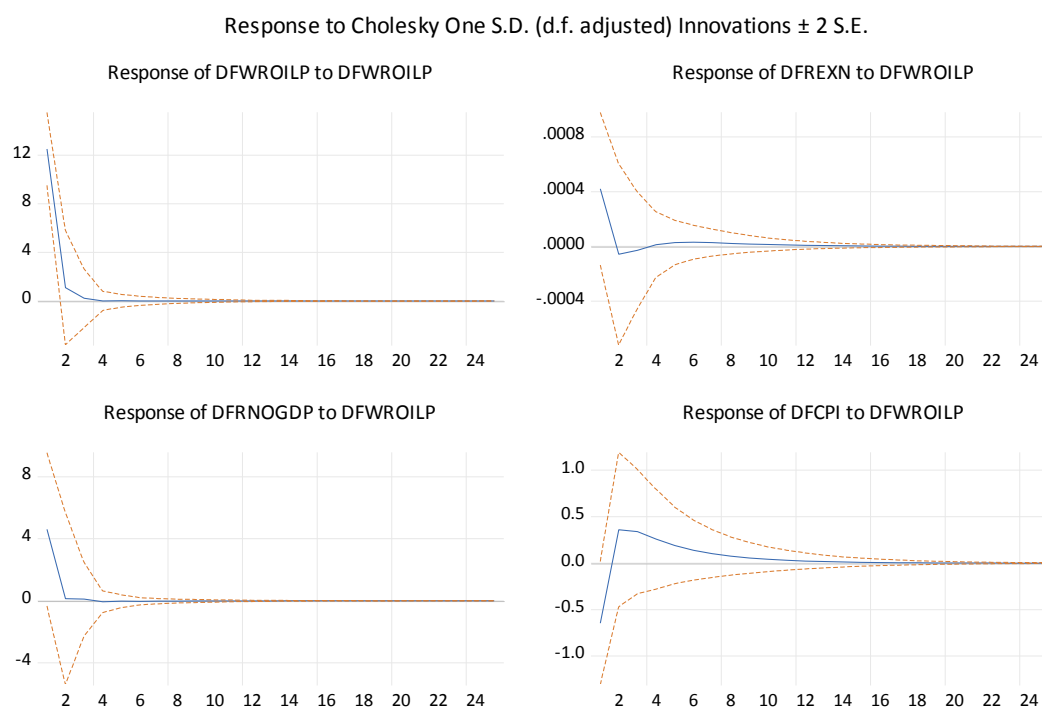 Response to Cholesky One S.D. (d.f. adjusted) Innovations ± 2 S.E.
Response of DFWROILP to DFWROILP
12
8
4
0
2 4 6 8 10 12 14 16 18 20 22 24
Response of DFREXN to DFWROILP
.0008
.0004
.0000
-.0004
2 4 6 8 10 12 14 16 18 20 22 24
Response of DFRNOGDP to DFWROILP
8
4
0
-4
2 4 6 8 10 12 14 16 18 20 22 24
Response of DFCPI to DFWROILP
1.0
0.5
0.0
-0.5
-1.0
2 4 6 8 10 12 14 16 18 20 22 24